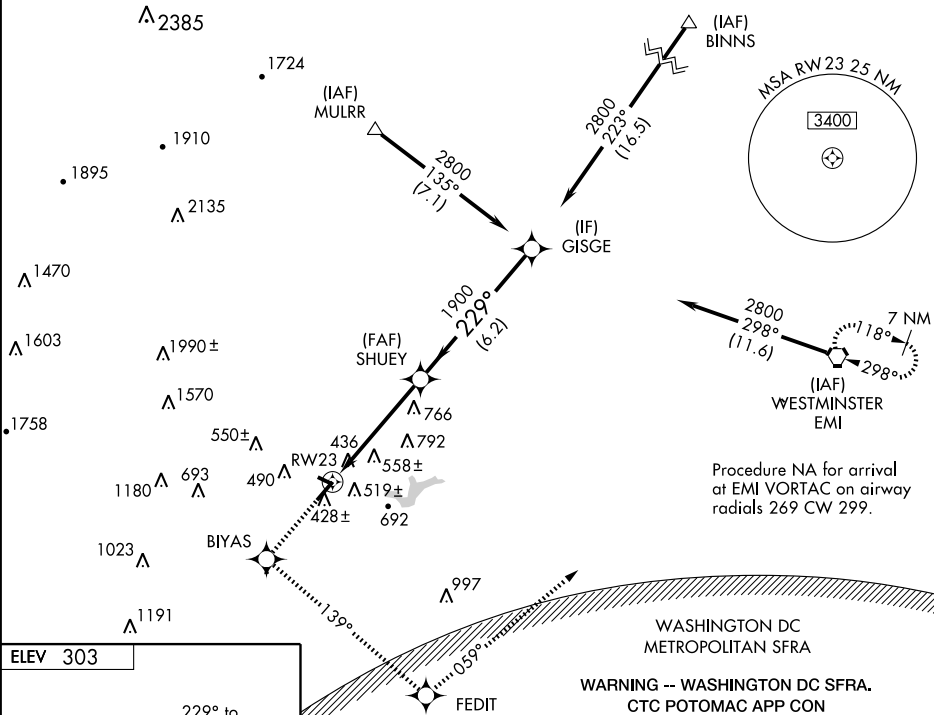 2385
(IAF)
BINNS
1724
MSA RW23 25 NM
3400
(IAF)
MULRR
2800
223°
(16.5)
1910
2800
135°
(7.1)
1895
2135
(IF)
GISGE
1470
1900
229°
(6.2)
2800
298°
(11.6)
7 NM
118°
298°
1603
1990±
(FAF)
SHUEY
(IAF)
WESTMINSTER
EMI
1570
766
1758
550±
436
792
RW23
558±
490
1180
693
519±
428±
692
Procedure NA for arrival
at EMI VORTAC on airway
radials 269 CW 299.
BIYAS
1023
997
139°
1191
059°
WASHINGTON DC
METROPOLITAN SFRA
ELEV 303
WARNING -- WASHINGTON DC SFRA.
CTC POTOMAC APP CON
FEDIT
229° to